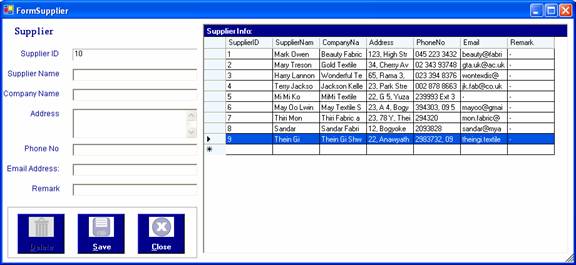 FormSupplier
Supplier
Supplier ID 10
Supplier Name
Company Name
Address
Phone No
Email Address:
Remark
Delete Save Close
Supplier Info:
SupplierID SupplierNam CompanyNa Address PhoneNo Email Remark
1 Mark Owen Beauty Fabric 123, High Str 045 223 3432 beauty@fabri -
2 Mary Treson Gold Textile 34, Cherry Av 02 343 93748 gta.uk@ac.uk -
3 Harry Lannon Wonderful Te 65, Rama 3, 023 394 8376 wontexdis@ -
4 Terry Jackso Jackson Kelle 23, Park Stre 002 878 8663 jk.fab@co.uk -
5 Mi Mi Ko MiMi Textile 22, G 5, Yuza 239993 Ext 3 - -
6 May Oo Lwin May Textile S 23, A 4, Bogy 394303, 09 5 mayoo@gmai -
7 Thiri Mon Thiri Fabric a 23, 78 Y, Thei 294320 mon.fabric@ -
8 Sandar Sandar Fabri 12, Bogyoke 2093828 sandar@mya -
9 Thein Gi Thein Gi Shw 22, Anawyath 2983732, 09 theingi.textile -